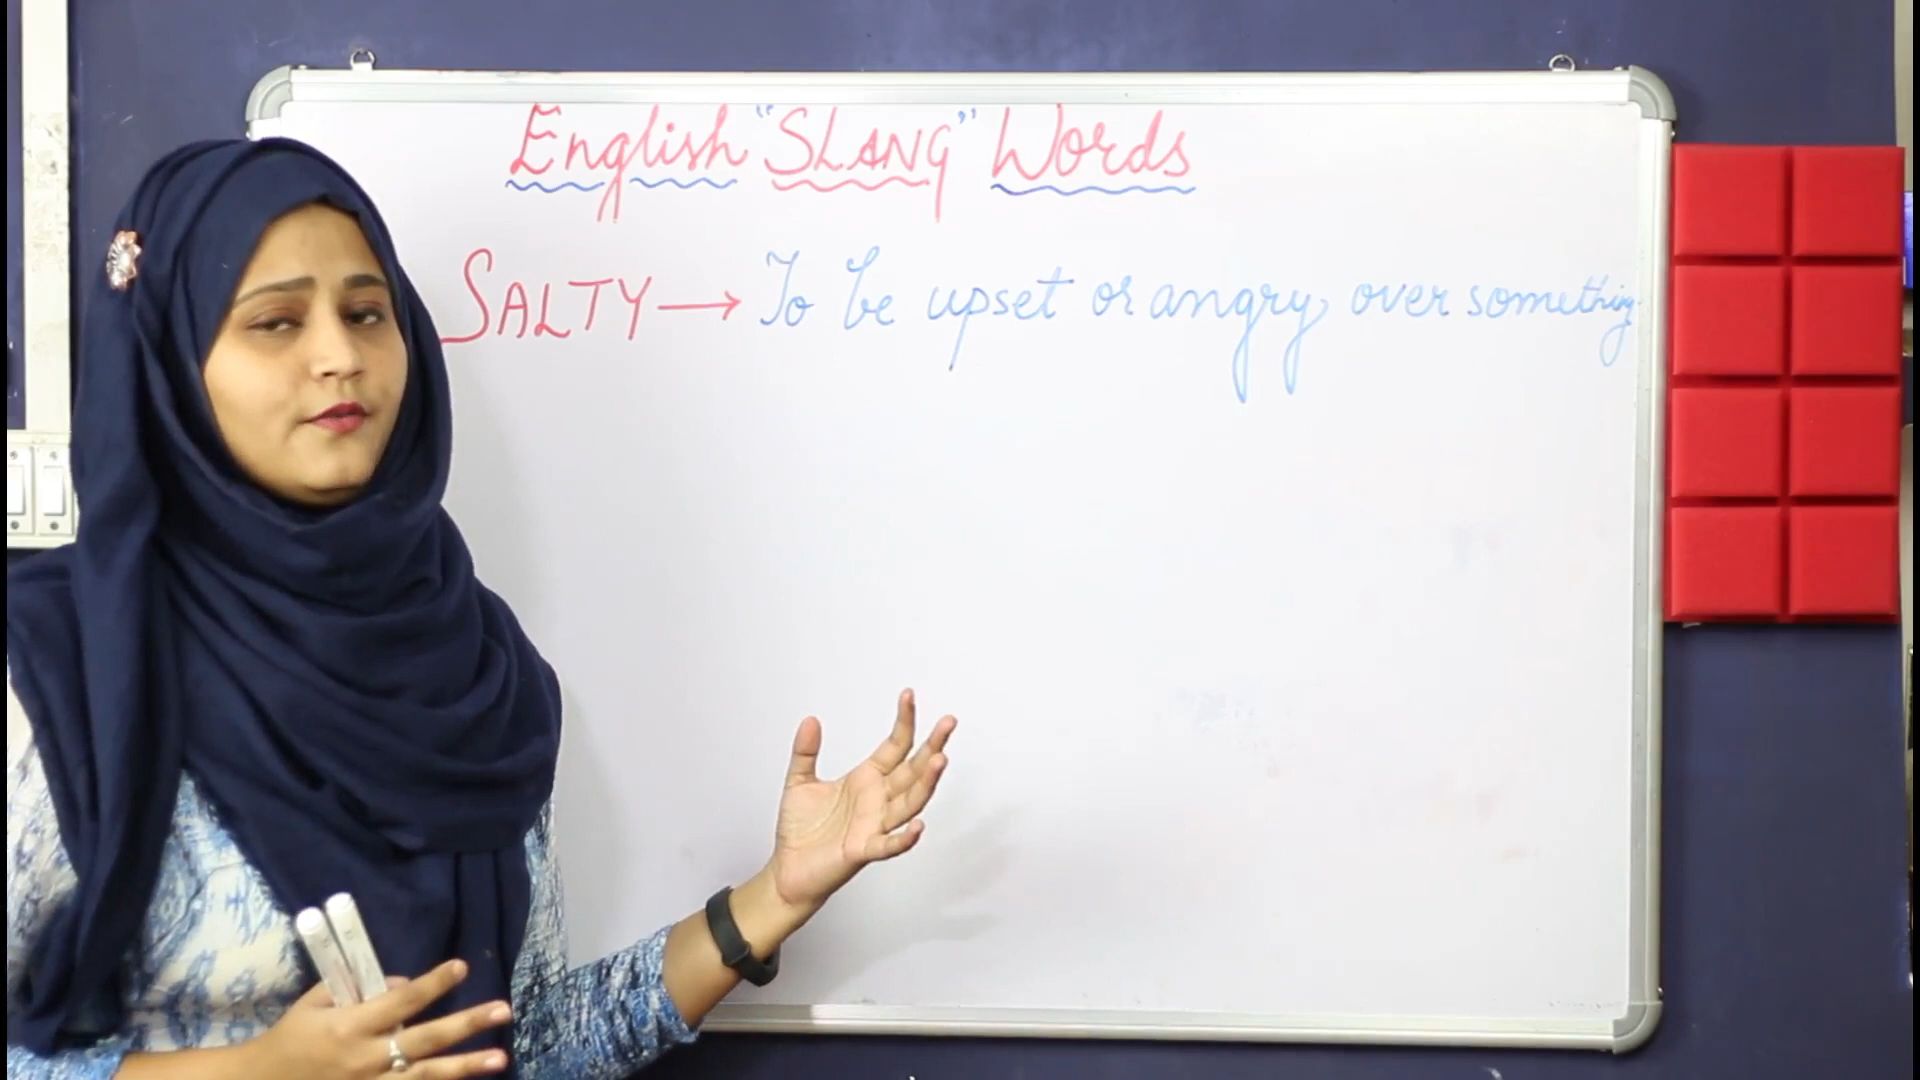 English "SLANG" Words
SALTY → To be upset or angry over something.